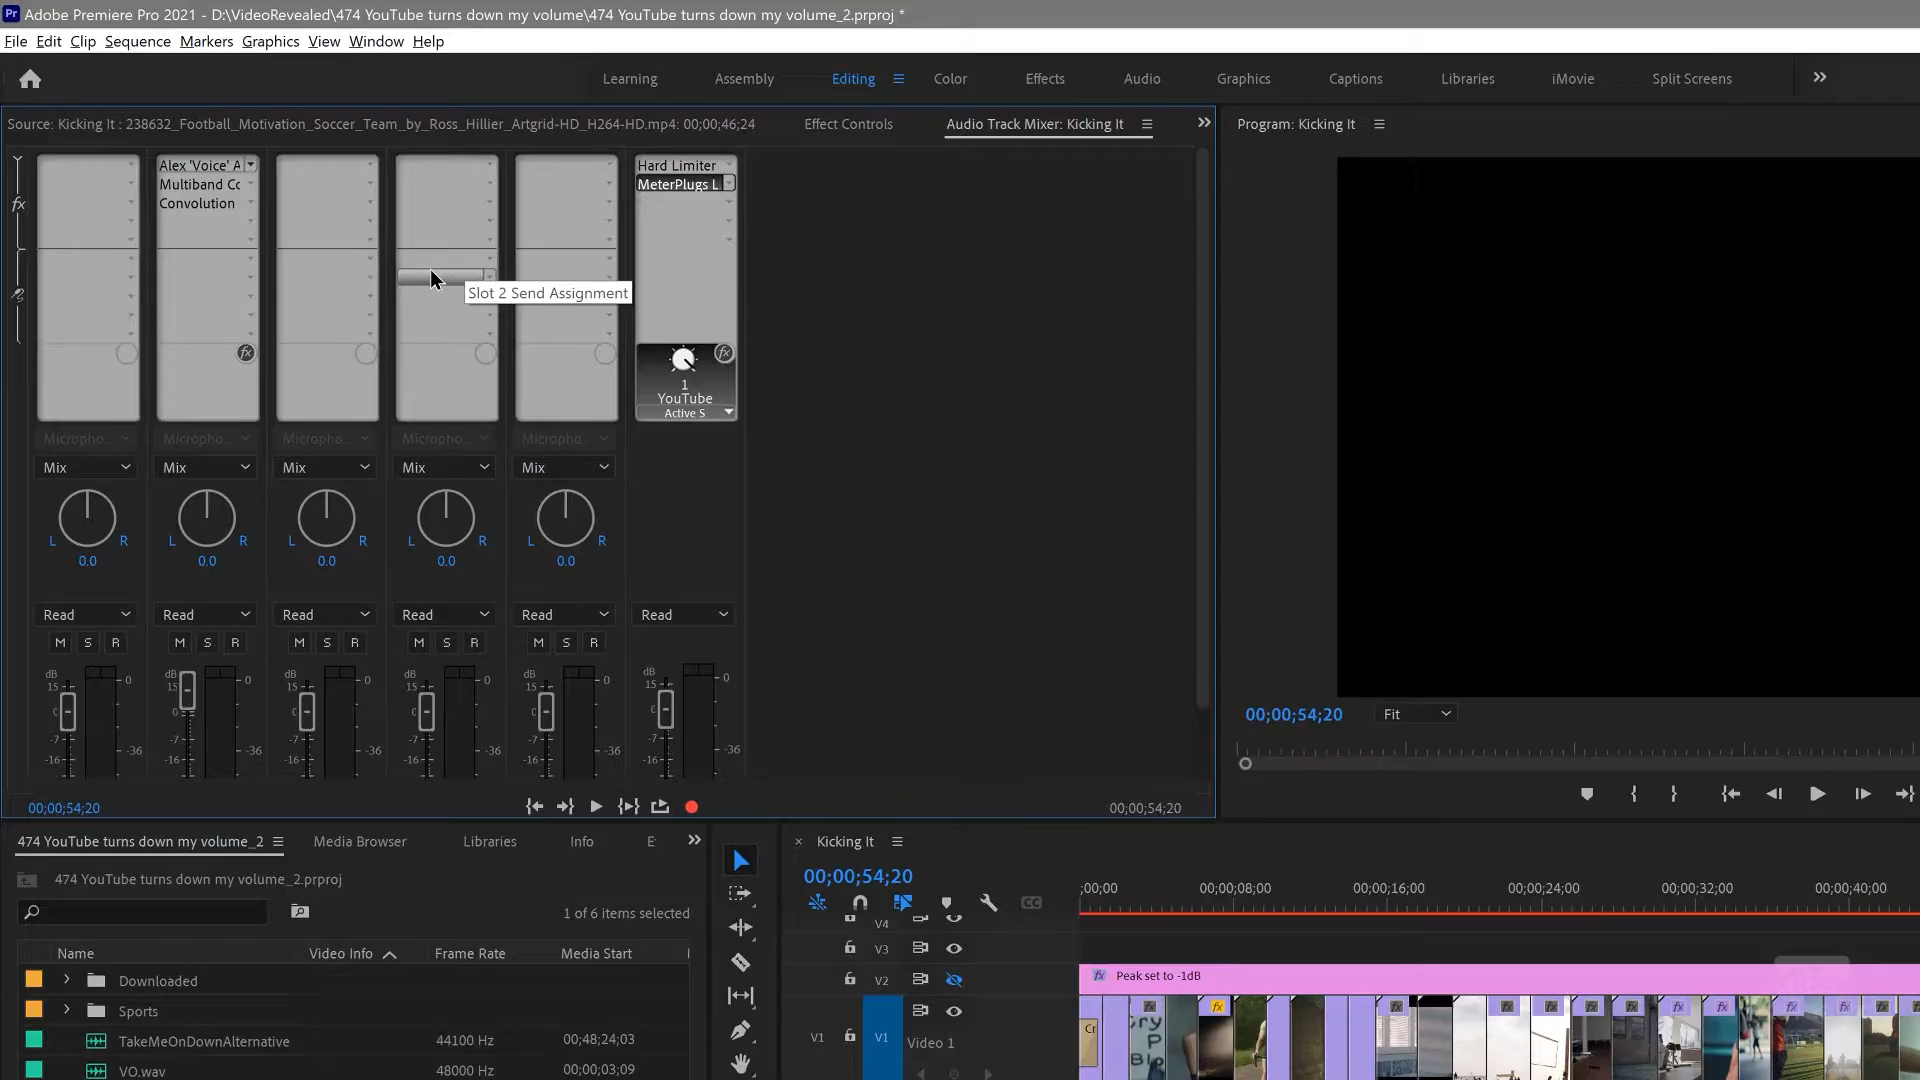 Adobe Premiere Pro 2021 - D:\VideoRevealed\474 YouTube turns down my volume\474 YouTube turns down my volume_2.prproj *
File Edit Clip Sequence Markers Graphics View Window Help
Learning Assembly Editing Color Effects Audio Graphics Captions Libraries iMovie Split Screens
Source: Kicking It : 238632_Football_Motivation_Soccer_Team_by_Ross_Hillier_Artgrid-HD_H264-HD.mp4: 00;00;46;24 Effect Controls Audio Track Mixer: Kicking It Program: Kicking It
Alex 'Voice' A Hard Limiter
Multiband Co MeterPlugs L
Convolution
fx
Slot 2 Send Assignment
fx fx
1
YouTube
Active S
Micropho... Micropho... Micropho... Micropho... Micropho...
Mix Mix Mix Mix Mix
L R L R L R L R L R
0.0 0.0 0.0 0.0 0.0
Read Read Read Read Read Read
M S R M S R M S R M S R M S R
dB dB dB dB dB dB
15 0 15 0 15 0 15 0 15 0 15 0
0 0 0 0 0 0
-7 -36 -7 -36 -7 -36 -7 -36 -7 -36 -7 -36
-16 -16 -16 -16 -16 -16
00;00;54;20 Fit
00;00;54;20 00;00;54;20
474 YouTube turns down my volume_2 Media Browser Libraries Info E
474 YouTube turns down my volume_2.prproj
1 of 6 items selected
Name Video Info Frame Rate Media Start
Downloaded
Sports
TakeMeOnDownAlternative 44100 Hz 00;48;24;03
VO.wav 48000 Hz 00;00;03;09
× Kicking It
00;00;54;20
;00;00 00;00;08;00 00;00;16;00 00;00;24;00 00;00;32;00 00;00;40;00
CC
V4
V3
V2 fx Peak set to -1dB
V1 V1 Video 1
Cr